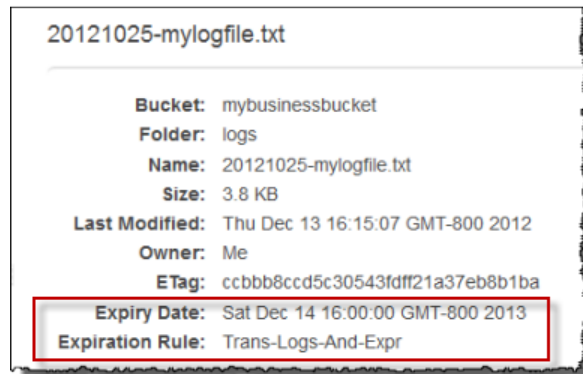 20121025-mylogfile.txt
Bucket: mybusinessbucket
Folder: logs
Name: 20121025-mylogfile.txt
Size: 3.8 KB
Last Modified: Thu Dec 13 16:15:07 GMT-800 2012
Owner: Me
ETag: ccbbb8ccd5c30543fdff21a37eb8b1ba
Expiry Date: Sat Dec 14 16:00:00 GMT-800 2013
Expiration Rule: Trans-Logs-And-Expr